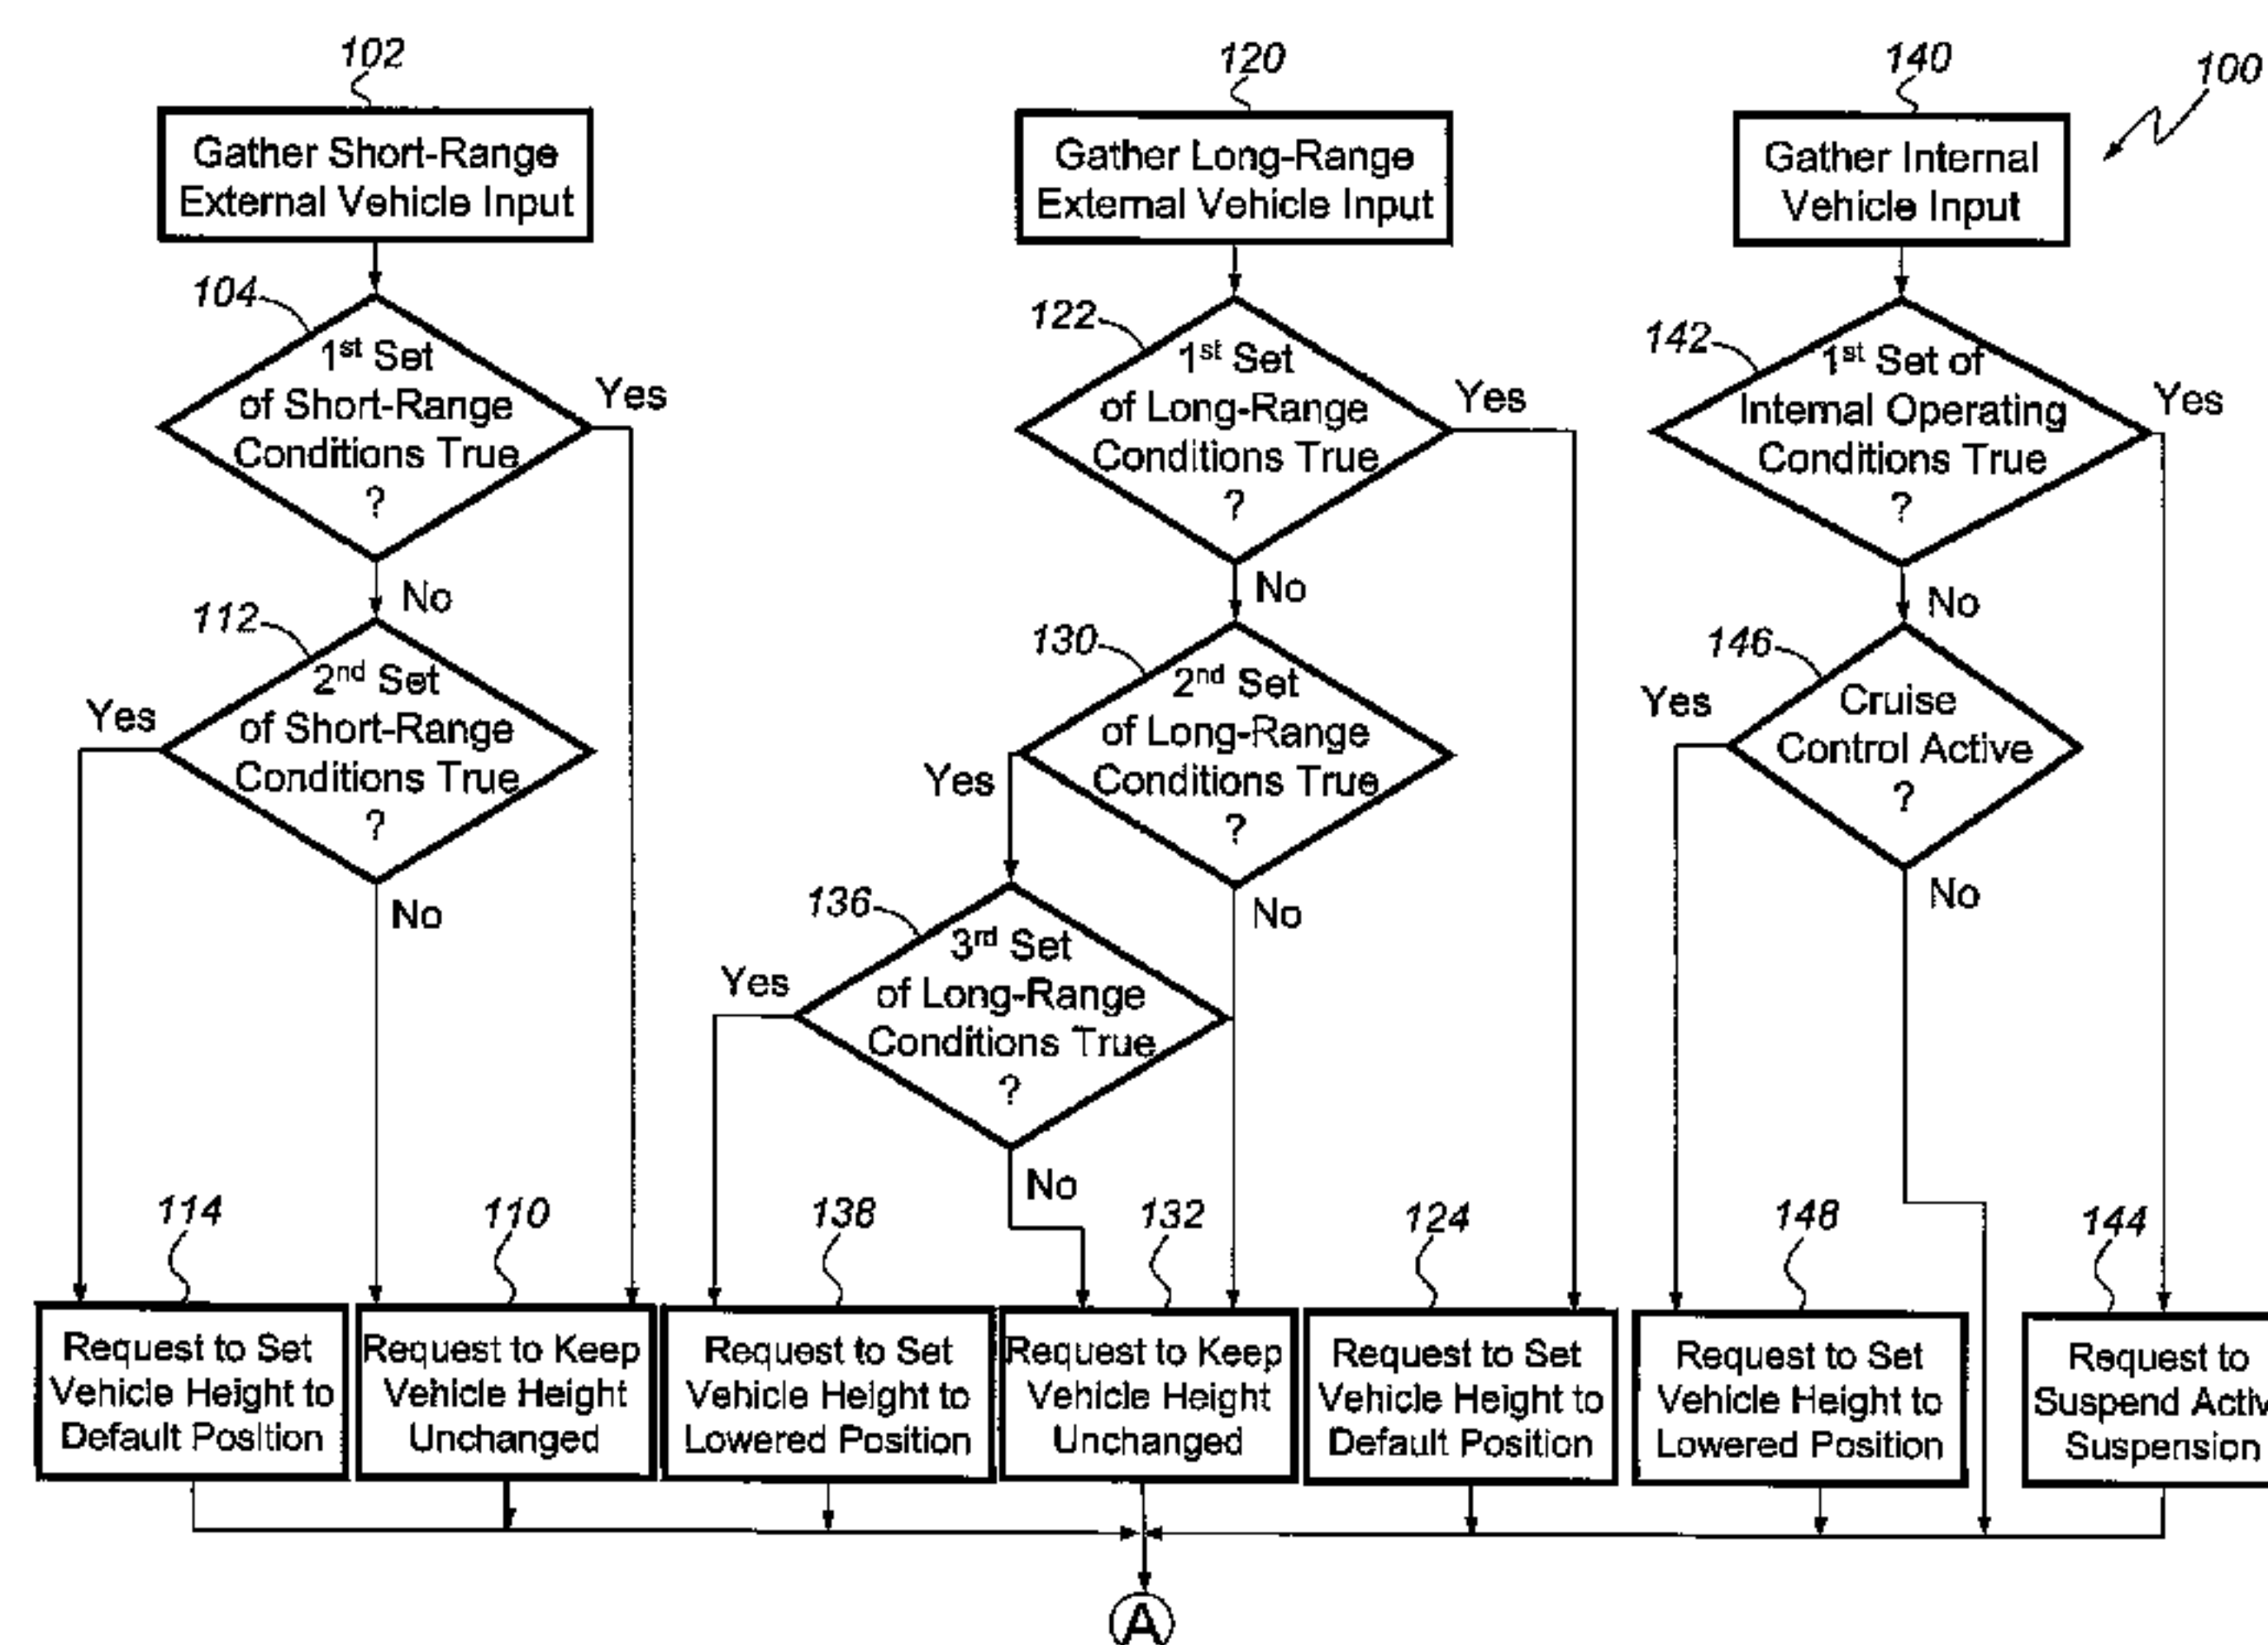 102
120
140
100
Gather Short-Range
External Vehicle Input
Gather Long-Range
External Vehicle Input
Gather Internal
Vehicle Input
104
1st Set
of Short-Range
Conditions True
?
Yes
No
122
1st Set
of Long-Range
Conditions True
?
Yes
No
142
1st Set of
Internal Operating
Conditions True
?
Yes
No
112
2nd Set
of Short-Range
Conditions True
?
Yes
No
130
2nd Set
of Long-Range
Conditions True
?
Yes
No
146
Cruise
Control Active
?
Yes
No
136
3rd Set
of Long-Range
Conditions True
?
Yes
No
114
110
138
132
124
148
144
Request to Set
Vehicle Height to
Default Position
Request to Keep
Vehicle Height
Unchanged
Request to Set
Vehicle Height to
Lowered Position
Request to Keep
Vehicle Height
Unchanged
Request to Set
Vehicle Height to
Default Position
Request to Set
Vehicle Height to
Lowered Position
Request to
Suspend Activ
Suspension
A